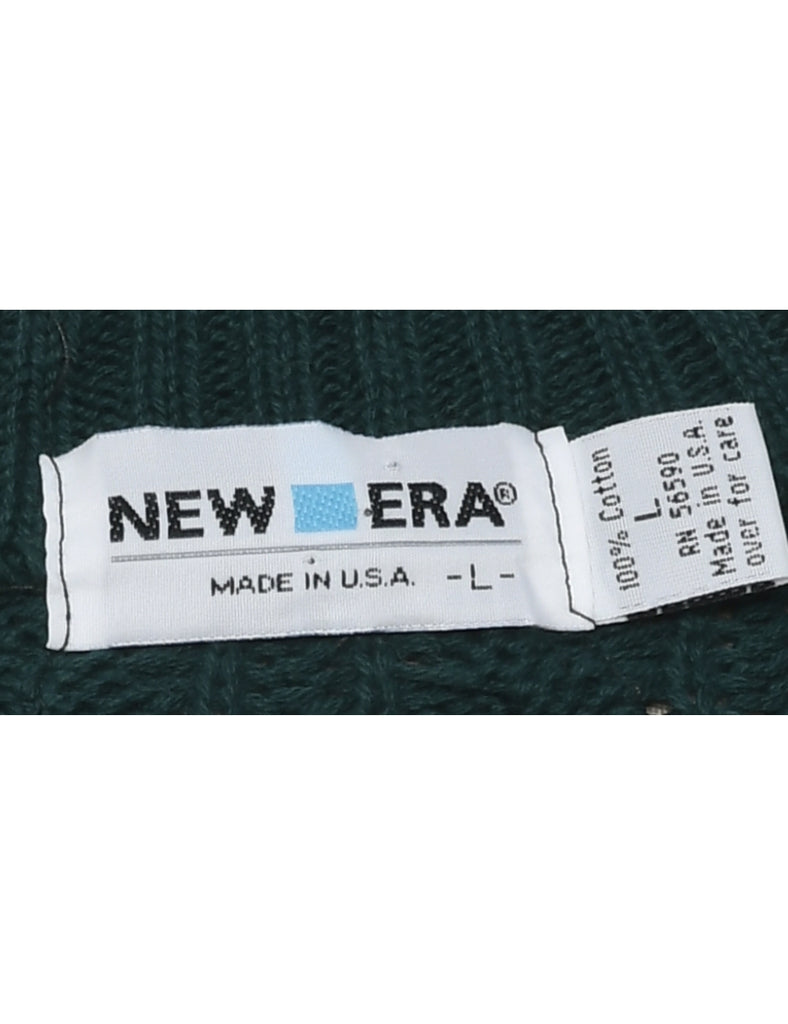 NEW ERA®
MADE IN U.S.A. -L-
100% Cotton
L
RN 56590
Made in U.S.A.
over for care